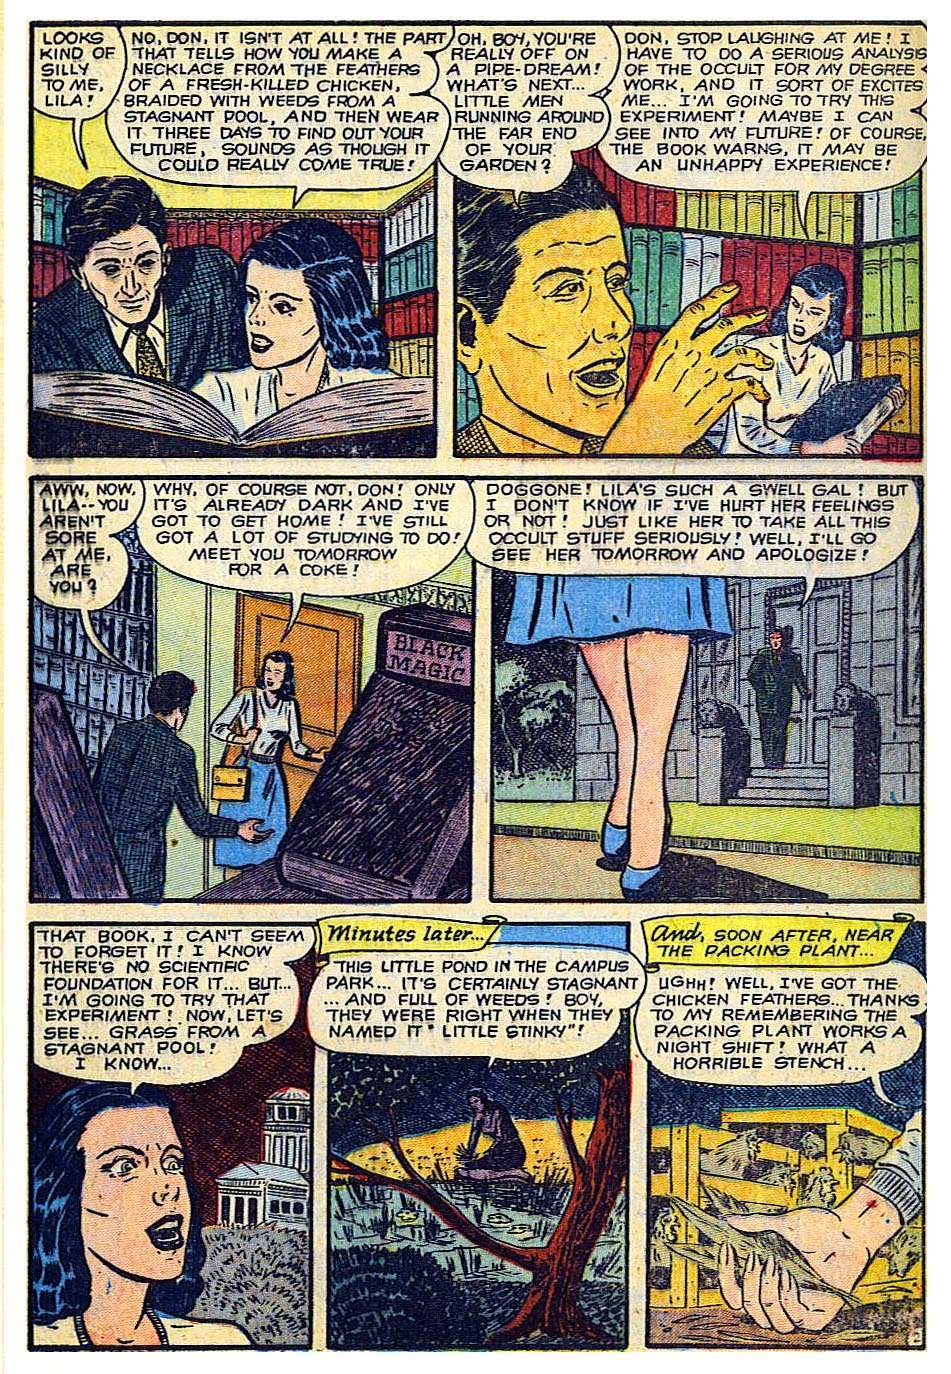 LOOKS
KIND OF
SILLY
TO ME,
LILA!
NO, DON, IT ISN'T AT ALL! THE PART
THAT TELLS HOW YOU MAKE A
NECKLACE FROM THE FEATHERS
OF A FRESH-KILLED CHICKEN,
BRAIDED WITH WEEDS FROM A
STAGNANT POOL, AND THEN WEAR
IT THREE DAYS TO FIND OUT YOUR
FUTURE, SOUNDS AS THOUGH IT
COULD REALLY COME TRUE!
OH, BOY, YOU'RE
REALLY OFF ON
A PIPE-DREAM!
WHAT'S NEXT...
LITTLE MEN
RUNNING AROUND
THE FAR END
OF YOUR
GARDEN?
DON, STOP LAUGHING AT ME! I
HAVE TO DO A SERIOUS ANALYSIS
OF THE OCCULT FOR MY DEGREE
WORK, AND IT SORT OF EXCITES
ME... I'M GOING TO TRY THIS
EXPERIMENT! MAYBE I CAN
SEE INTO MY FUTURE! OF COURSE,
THE BOOK WARNS, IT MAY BE
AN UNHAPPY EXPERIENCE!
AWW, NOW,
LILA--YOU
AREN'T
SORE
AT ME,
ARE
YOU?
WHY, OF COURSE NOT, DON! ONLY
IT'S ALREADY DARK AND I'VE
GOT TO GET HOME! I'VE STILL
GOT A LOT OF STUDYING TO DO!
MEET YOU TOMORROW
FOR A COKE!
BLACK
MAGIC
DOGGONE! LILA'S SUCH A SWELL GAL! BUT
I DON'T KNOW IF I'VE HURT HER FEELINGS
OR NOT! JUST LIKE HER TO TAKE ALL THIS
OCCULT STUFF SERIOUSLY! WELL, I'LL GO
SEE HER TOMORROW AND APOLOGIZE!
THAT BOOK, I CAN'T SEEM
TO FORGET IT! I KNOW
THERE'S NO SCIENTIFIC
FOUNDATION FOR IT... BUT...
I'M GOING TO TRY THAT
EXPERIMENT! NOW, LET'S
SEE... GRASS FROM A
STAGNANT POOL!
I KNOW...
Minutes later...
THIS LITTLE POND IN THE CAMPUS
PARK... IT'S CERTAINLY STAGNANT
...AND FULL OF WEEDS! BOY,
THEY WERE RIGHT WHEN THEY
NAMED IT "LITTLE STINKY"!
And, SOON AFTER, NEAR
THE PACKING PLANT...
UGHH! WELL, I'VE GOT THE
CHICKEN FEATHERS... THANKS
TO MY REMEMBERING THE
PACKING PLANT WORKS A
NIGHT SHIFT! WHAT A
HORRIBLE STENCH...
2